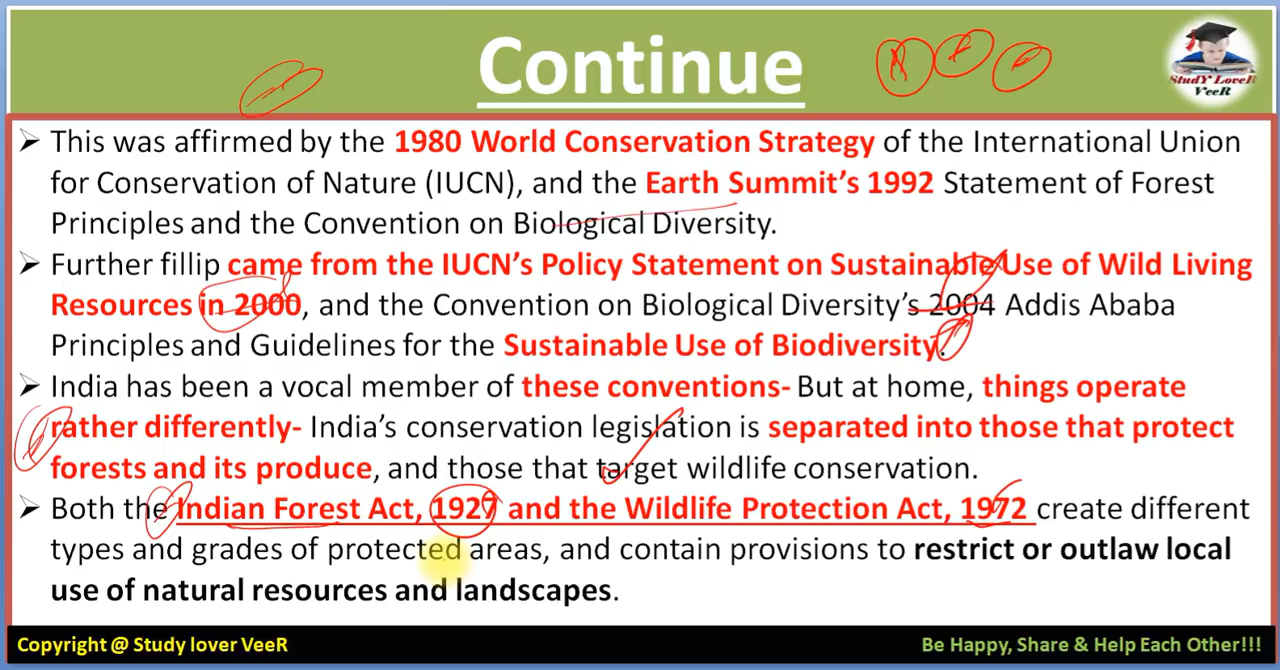 Continue
StudY LoveR
VeeR
➢ This was affirmed by the 1980 World Conservation Strategy of the International Union
for Conservation of Nature (IUCN), and the Earth Summit’s 1992 Statement of Forest
Principles and the Convention on Biological Diversity.
➢ Further fillip came from the IUCN’s Policy Statement on Sustainable Use of Wild Living
Resources in 2000, and the Convention on Biological Diversity’s 2004 Addis Ababa
Principles and Guidelines for the Sustainable Use of Biodiversity.
➢ India has been a vocal member of these conventions- But at home, things operate
rather differently- India’s conservation legislation is separated into those that protect
forests and its produce, and those that target wildlife conservation.
➢ Both the Indian Forest Act, 1927 and the Wildlife Protection Act, 1972 create different
types and grades of protected areas, and contain provisions to restrict or outlaw local
use of natural resources and landscapes.
Copyright @ Study lover VeeR
Be Happy, Share & Help Each Other!!!